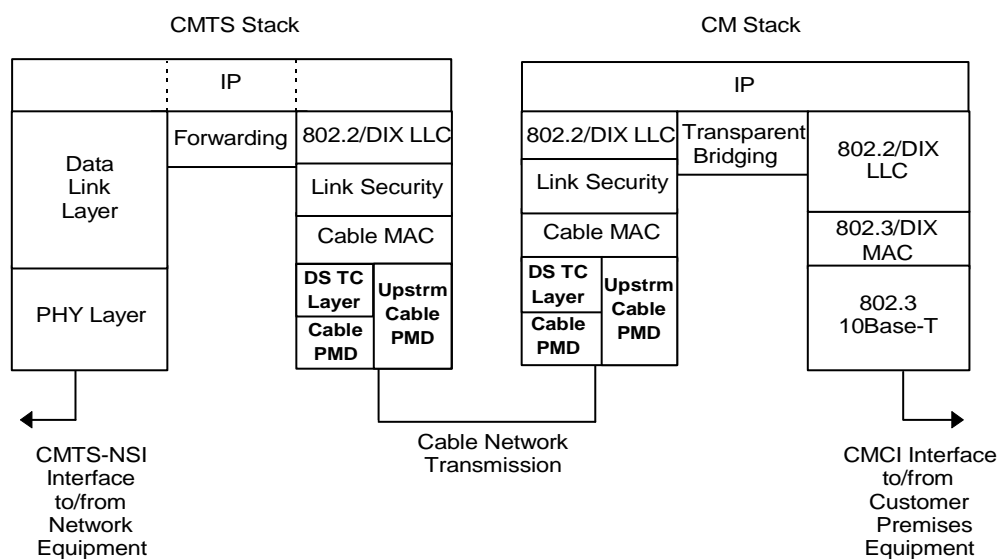 CMTS Stack
CM Stack
IP
IP
Data
Link
Layer
Forwarding
802.2/DIX LLC
Link Security
Cable MAC
DS TC
Layer
Cable
PMD
Upstrm
Cable
PMD
PHY Layer
802.2/DIX LLC
Link Security
Cable MAC
DS TC
Layer
Cable
PMD
Upstrm
Cable
PMD
Transparent
Bridging
802.2/DIX
LLC
802.3/DIX
MAC
802.3
10Base-T
Cable Network
Transmission
CMTS-NSI
Interface
to/from
Network
Equipment
CMCI Interface
to/from
Customer
Premises
Equipment